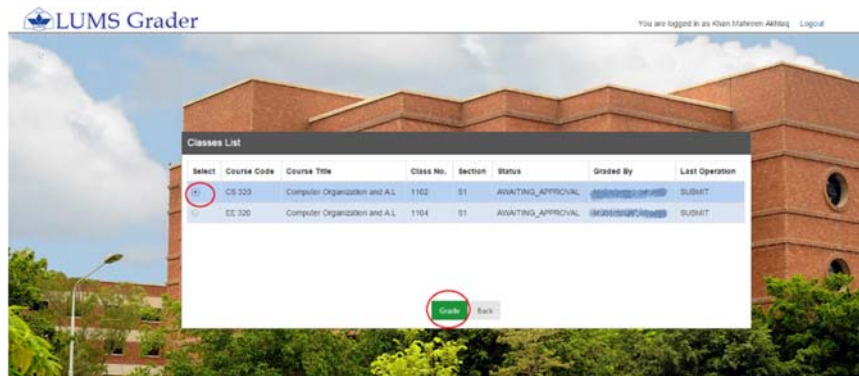 LUMS Grader
You are logged in as Khan,Mahreen Akhlaq Logout
Classes List
Select Course Code Course Title Class No. Section Status Graded By Last Operation
CS 320 Computer Organization and A.L 1102 S1 AWAITING_APPROVAL SUBMIT
EE 320 Computer Organization and A.L 1104 S1 AWAITING_APPROVAL SUBMIT
Grade Back